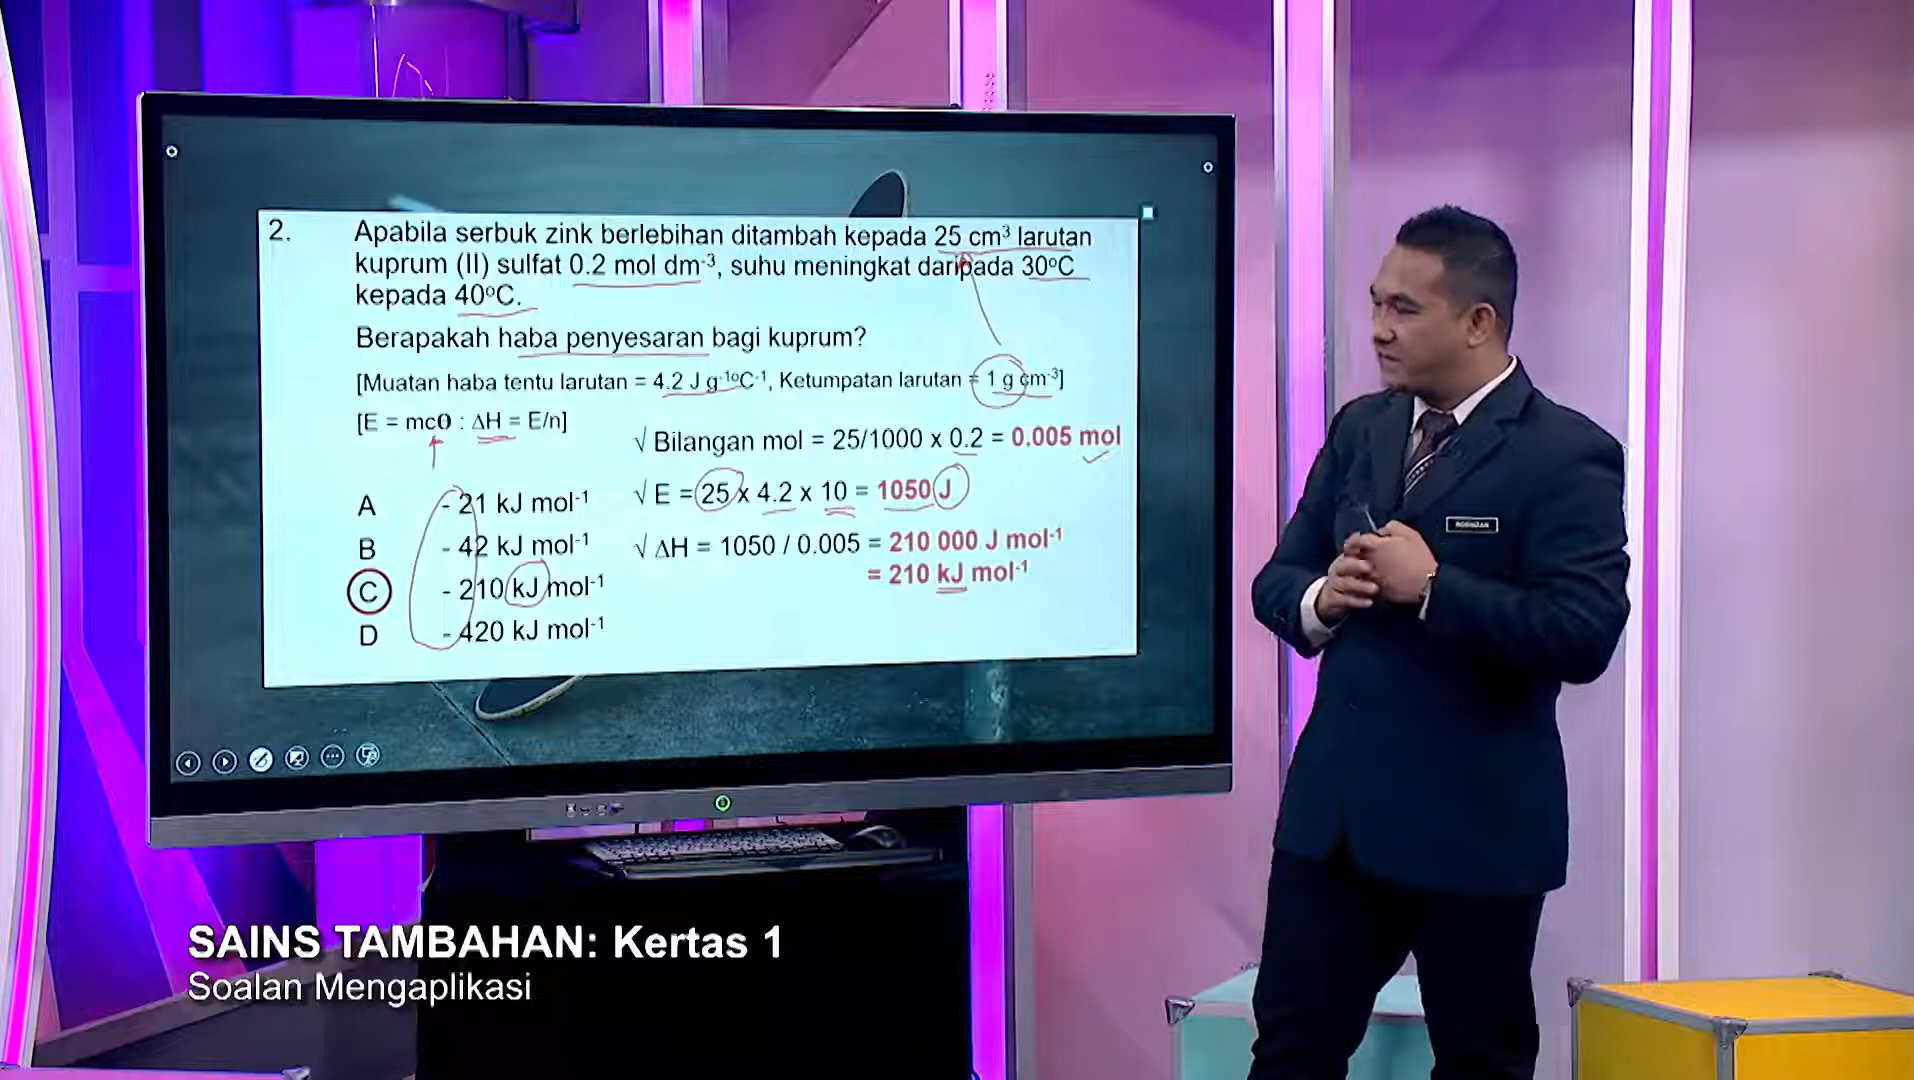 2. Apabila serbuk zink berlebihan ditambah kepada 25 cm³ larutan
kuprum (II) sulfat 0.2 mol dm⁻³, suhu meningkat daripada 30ºC
kepada 40ºC.
Berapakah haba penyesaran bagi kuprum?
[Muatan haba tentu larutan = 4.2 J g⁻¹ºC⁻¹, Ketumpatan larutan = 1 g cm⁻³]
[E = mcθ : ΔH = E/n]
√ Bilangan mol = 25/1000 x 0.2 = 0.005 mol
√ E = 25 x 4.2 x 10 = 1050 J
√ ΔH = 1050 / 0.005 = 210 000 J mol⁻¹
= 210 kJ mol⁻¹
A - 21 kJ mol⁻¹
B - 42 kJ mol⁻¹
C - 210 kJ mol⁻¹
D - 420 kJ mol⁻¹
SAINS TAMBAHAN: Kertas 1
Soalan Mengaplikasi